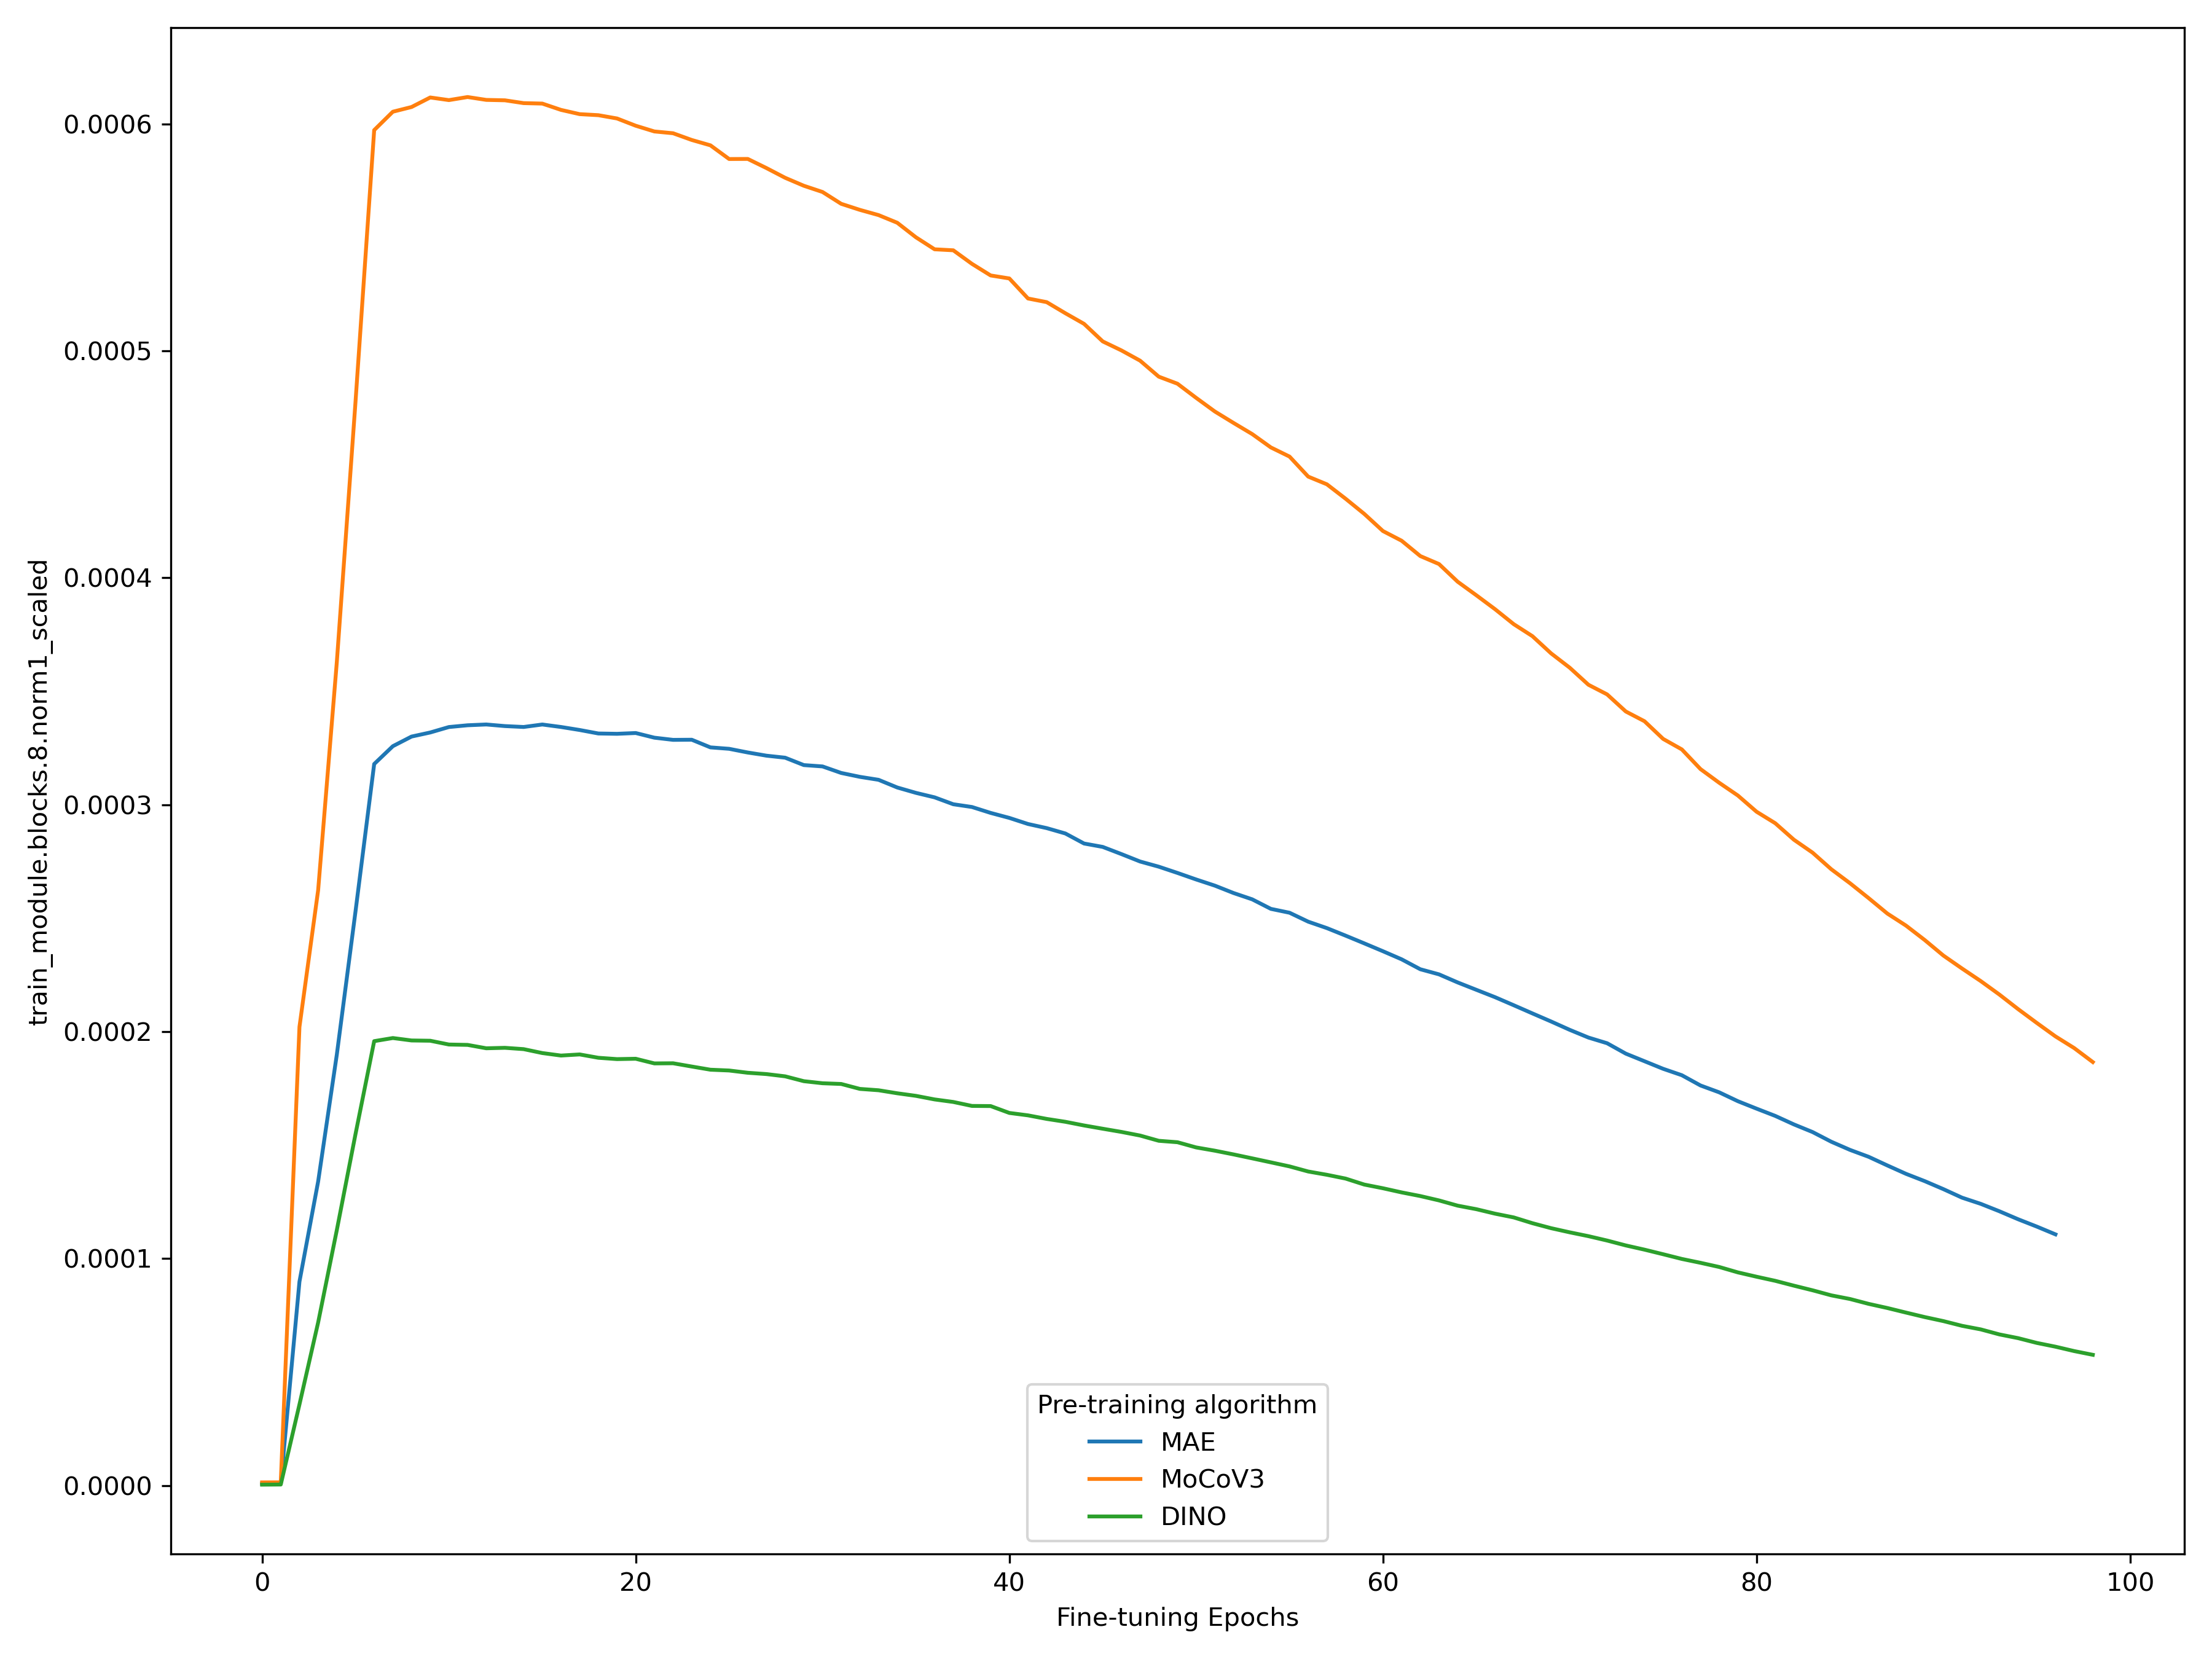 train_module.blocks.8.norm1_scaled
0.0006
0.0005
0.0004
0.0003
0.0002
0.0001
0.0000
Pre-training algorithm
MAE
MoCoV3
DINO
0 20 40 60 80 100
Fine-tuning Epochs